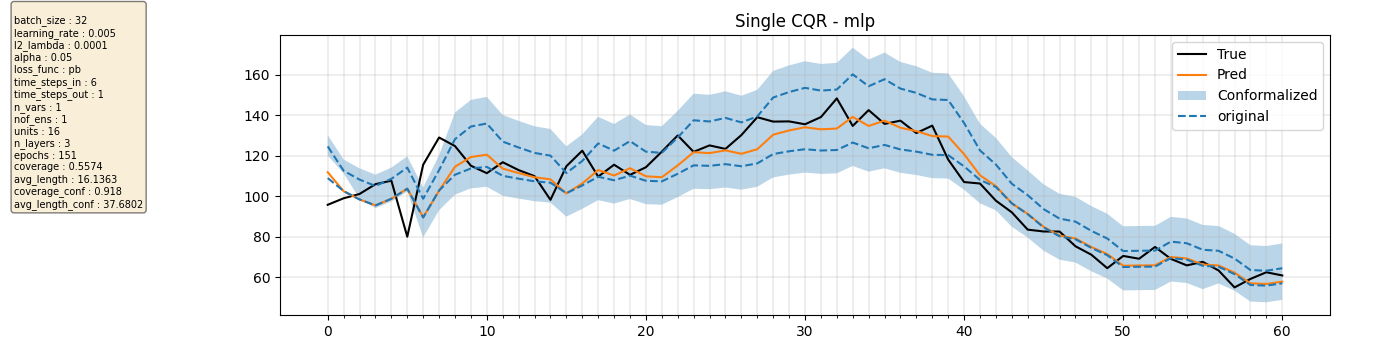 batch_size : 32
learning_rate : 0.005
l2_lambda : 0.0001
alpha : 0.05
loss_func : pb
time_steps_in : 6
time_steps_out : 1
n_vars : 1
nof_ens : 1
units : 16
n_layers : 3
epochs : 151
coverage : 0.5574
avg_length : 16.1363
coverage_conf : 0.918
avg_length_conf : 37.6802
Single CQR - mlp
True
Pred
Conformalized
original
160
140
120
100
80
60
0 10 20 30 40 50 60